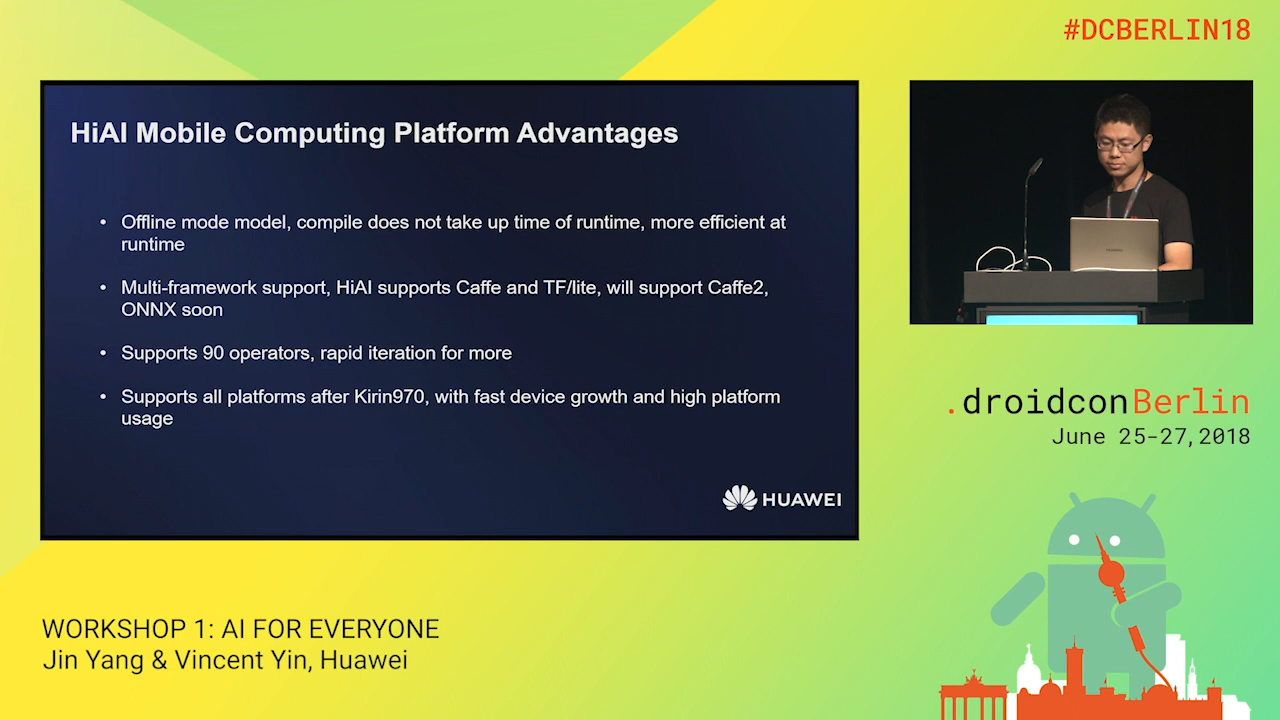 #DCBERLIN18
HiAI Mobile Computing Platform Advantages
• Offline mode model, compile does not take up time of runtime, more efficient at
runtime
• Multi-framework support, HiAI supports Caffe and TF/lite, will support Caffe2,
ONNX soon
• Supports 90 operators, rapid iteration for more
• Supports all platforms after Kirin970, with fast device growth and high platform
usage
HUAWEI
.droidconBerlin
June 25-27,2018
WORKSHOP 1: AI FOR EVERYONE
Jin Yang & Vincent Yin, Huawei